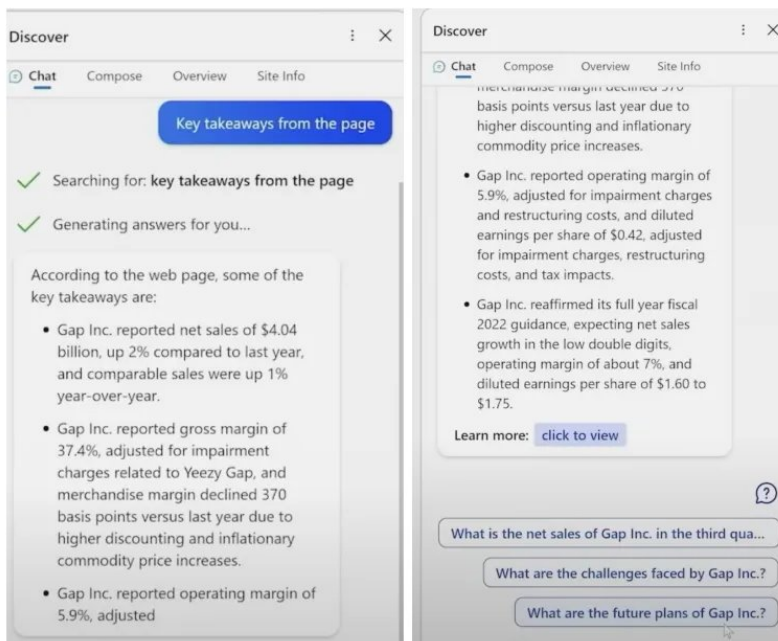 Discover
Chat Compose Overview Site Info
Key takeaways from the page
Searching for: key takeaways from the page
Generating answers for you...
According to the web page, some of the
key takeaways are:
• Gap Inc. reported net sales of $4.04
billion, up 2% compared to last year,
and comparable sales were up 1%
year-over-year.
• Gap Inc. reported gross margin of
37.4%, adjusted for impairment
charges related to Yeezy Gap, and
merchandise margin declined 370
basis points versus last year due to
higher discounting and inflationary
commodity price increases.
• Gap Inc. reported operating margin of
5.9%, adjusted
Discover
Chat Compose Overview Site Info
merchandise margin declined 370
basis points versus last year due to
higher discounting and inflationary
commodity price increases.
• Gap Inc. reported operating margin of
5.9%, adjusted for impairment charges
and restructuring costs, and diluted
earnings per share of $0.42, adjusted
for impairment charges, restructuring
costs, and tax impacts.
• Gap Inc. reaffirmed its full year fiscal
2022 guidance, expecting net sales
growth in the low double digits,
operating margin of about 7%, and
diluted earnings per share of $1.60 to
$1.75.
Learn more: click to view
What is the net sales of Gap Inc. in the third qua...
What are the challenges faced by Gap Inc.?
What are the future plans of Gap Inc.?